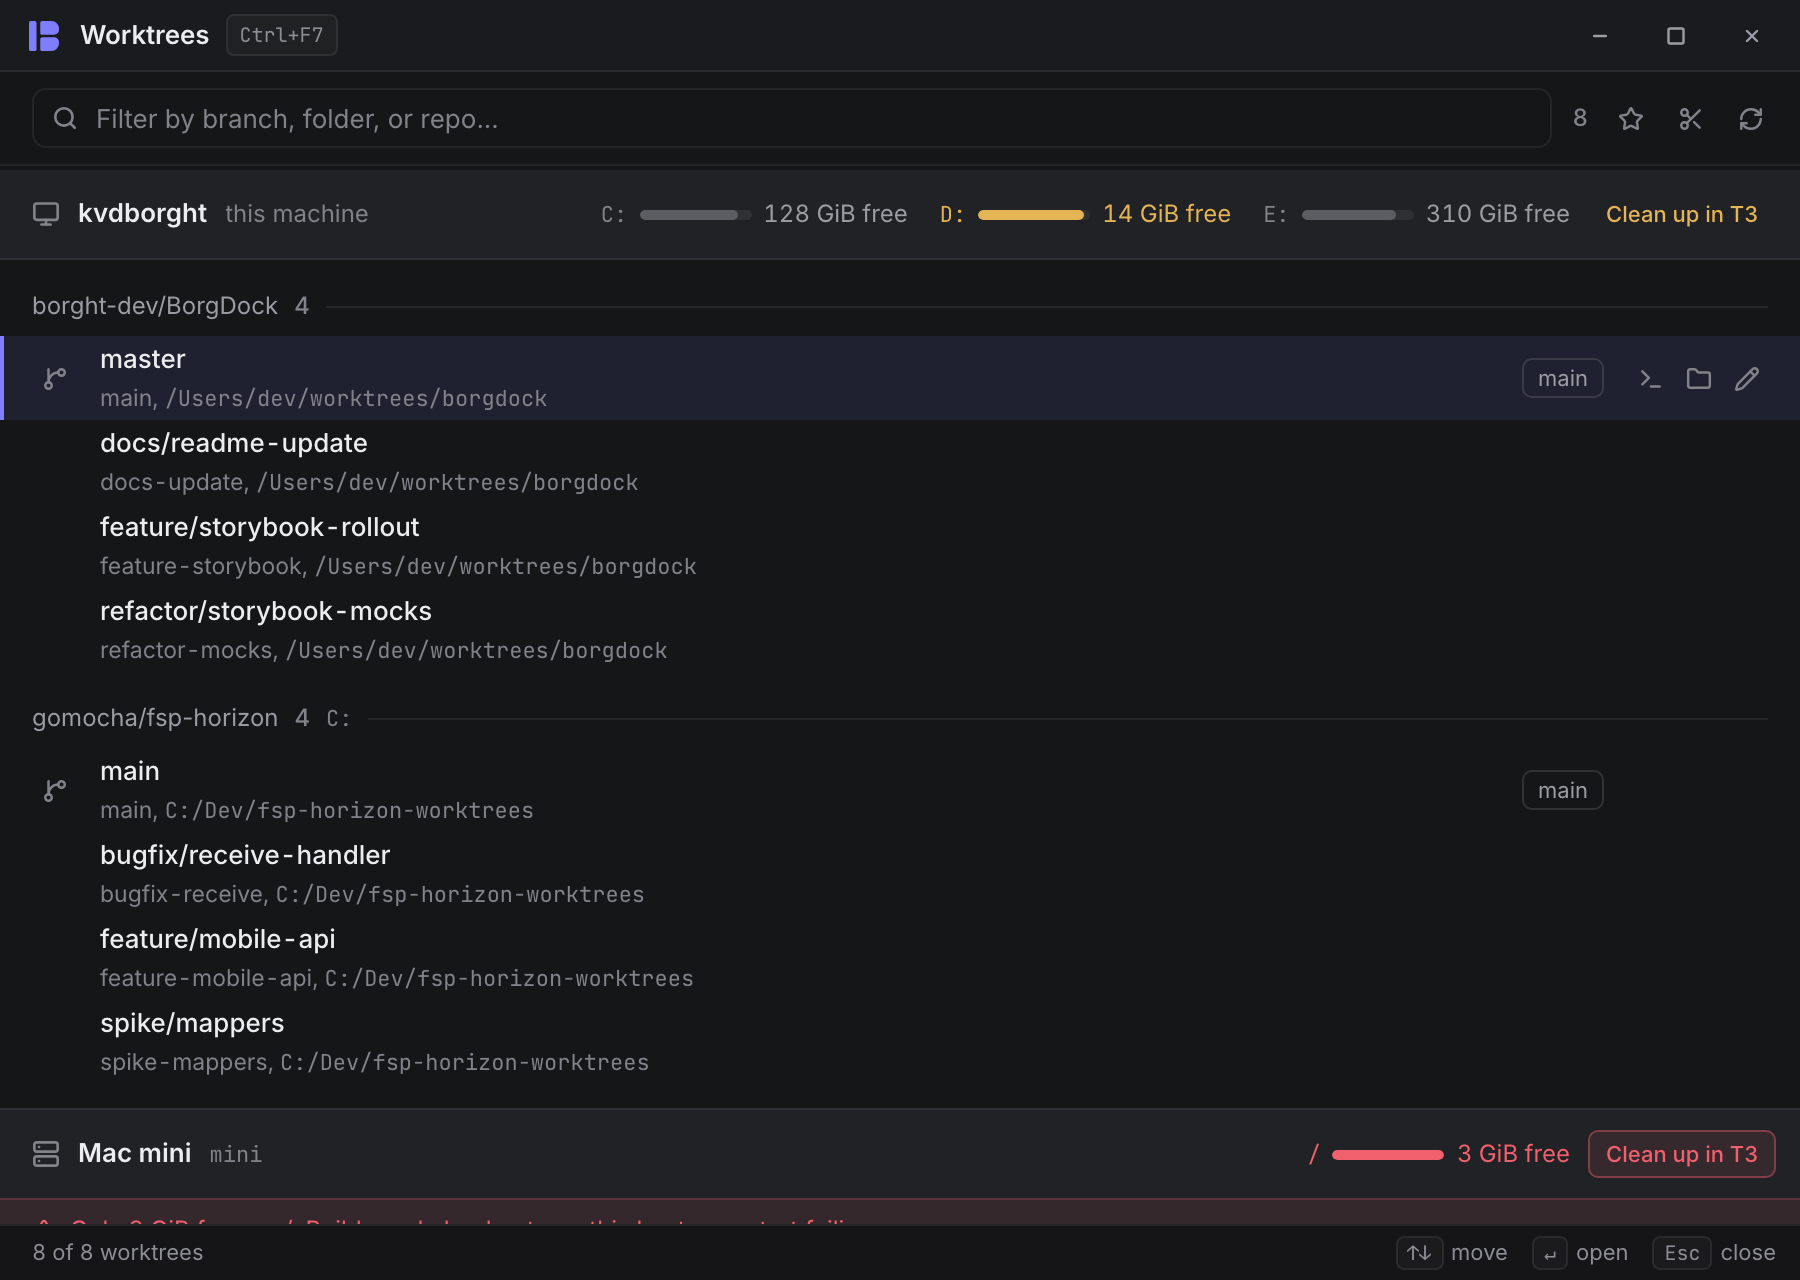 Worktrees Ctrl+F7
Filter by branch, folder, or repo... 8
kvdborght this machine C: 128 GiB free D: 14 GiB free E: 310 GiB free Clean up in T3
borght-dev/BorgDock 4
master
main, /Users/dev/worktrees/borgdock
main
docs/readme-update
docs-update, /Users/dev/worktrees/borgdock
feature/storybook-rollout
feature-storybook, /Users/dev/worktrees/borgdock
refactor/storybook-mocks
refactor-mocks, /Users/dev/worktrees/borgdock
gomocha/fsp-horizon 4 C:
main
main, C:/Dev/fsp-horizon-worktrees
main
bugfix/receive-handler
bugfix-receive, C:/Dev/fsp-horizon-worktrees
feature/mobile-api
feature-mobile-api, C:/Dev/fsp-horizon-worktrees
spike/mappers
spike-mappers, C:/Dev/fsp-horizon-worktrees
Mac mini mini / 3 GiB free Clean up in T3
8 of 8 worktrees ↑↓ move ↵ open Esc close